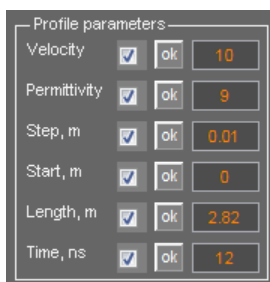 Profile parameters
Velocity ok 10
Permittivity ok 9
Step, m ok 0.01
Start, m ok 0
Length, m ok 2.82
Time, ns ok 12